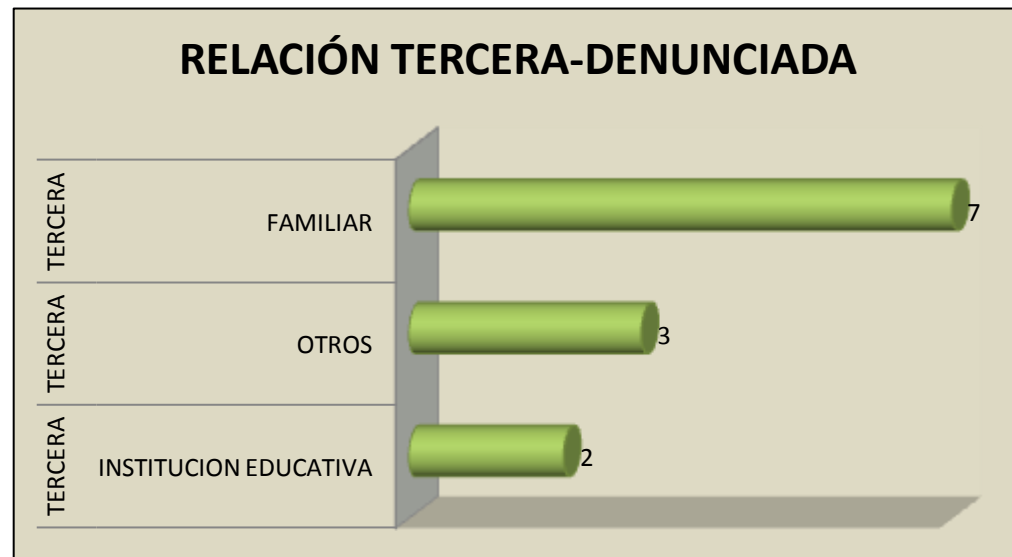 RELACIÓN TERCERA-DENUNCIADA
TERCERA
FAMILIAR
7
TERCERA
OTROS
3
TERCERA
INSTITUCION EDUCATIVA
2